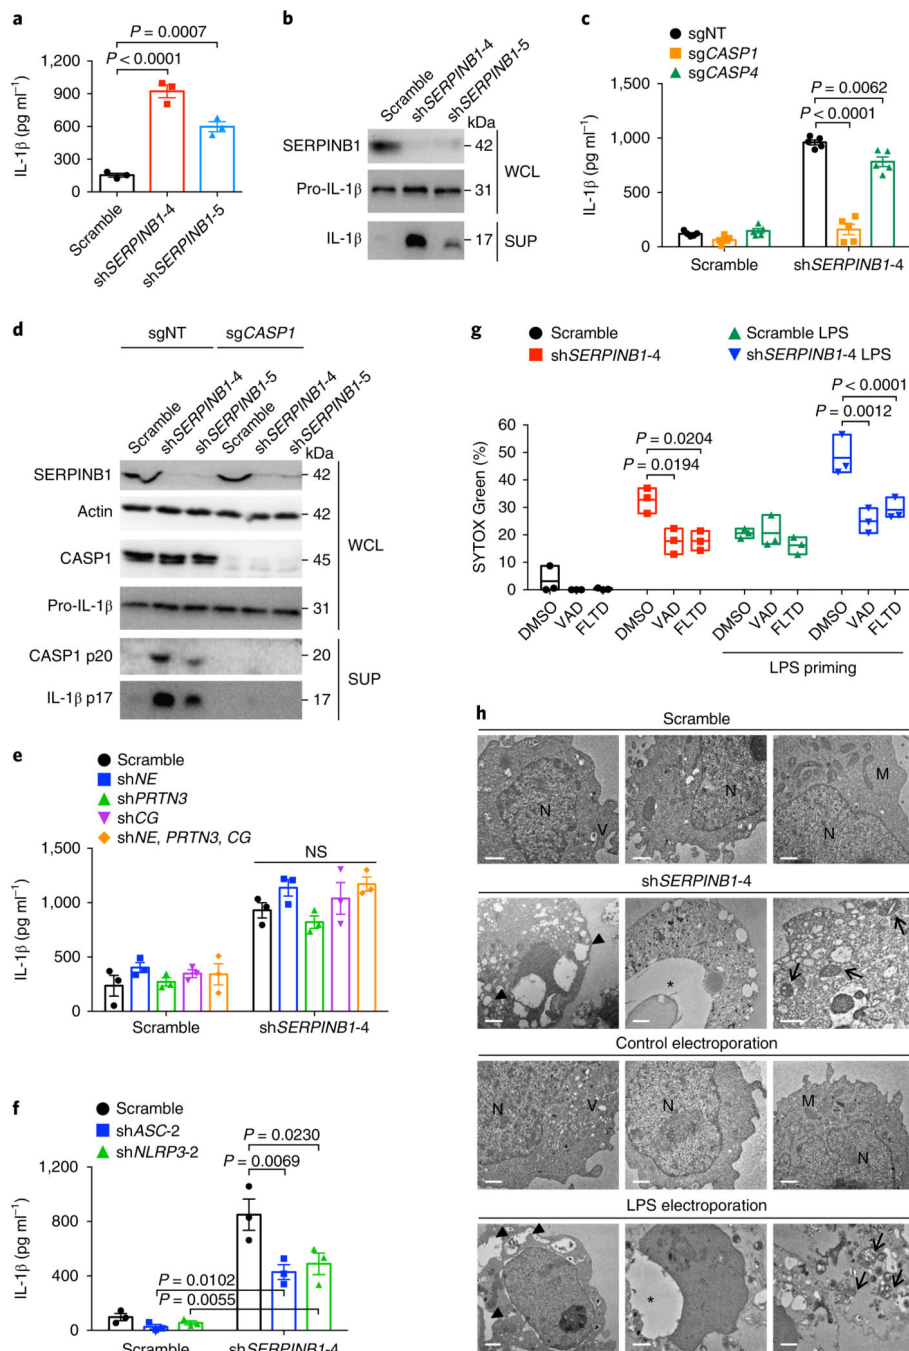 a
P = 0.0007
P < 0.0001
1,200
900
600
300
0
IL-1β (pg ml⁻¹)
Scramble
shSERPINB1-4
shSERPINB1-5
b
Scramble
shSERPINB1-4
shSERPINB1-5
kDa
SERPINB1
42
Pro-IL-1β
31
WCL
IL-1β
17
SUP
c
sgNT
sgCASP1
sgCASP4
P = 0.0062
P < 0.0001
1,500
1,000
500
0
IL-1β (pg ml⁻¹)
Scramble
shSERPINB1-4
d
sgNT
sgCASP1
Scramble
shSERPINB1-4
shSERPINB1-5
Scramble
shSERPINB1-4
shSERPINB1-5
kDa
SERPINB1
42
Actin
42
CASP1
45
WCL
Pro-IL-1β
31
CASP1 p20
20
SUP
IL-1β p17
17
e
Scramble
shNE
shPRTN3
shCG
shNE, PRTN3, CG
NS
1,500
1,000
500
0
IL-1β (pg ml⁻¹)
Scramble
shSERPINB1-4
f
Scramble
shASC-2
shNLRP3-2
P = 0.0230
P = 0.0069
P = 0.0102
P = 0.0055
1,200
800
400
0
IL-1β (pg ml⁻¹)
Scramble
shSERPINB1-4
g
Scramble
shSERPINB1-4
Scramble LPS
shSERPINB1-4 LPS
P < 0.0001
P = 0.0012
P = 0.0204
P = 0.0194
60
50
40
30
20
10
0
SYTOX Green (%)
DMSO
VAD
FLTD
DMSO
VAD
FLTD
DMSO
VAD
FLTD
DMSO
VAD
FLTD
LPS priming
h
Scramble
N
V
N
M
N
shSERPINB1-4
*
Control electroporation
N
V
N
M
N
LPS electroporation
*